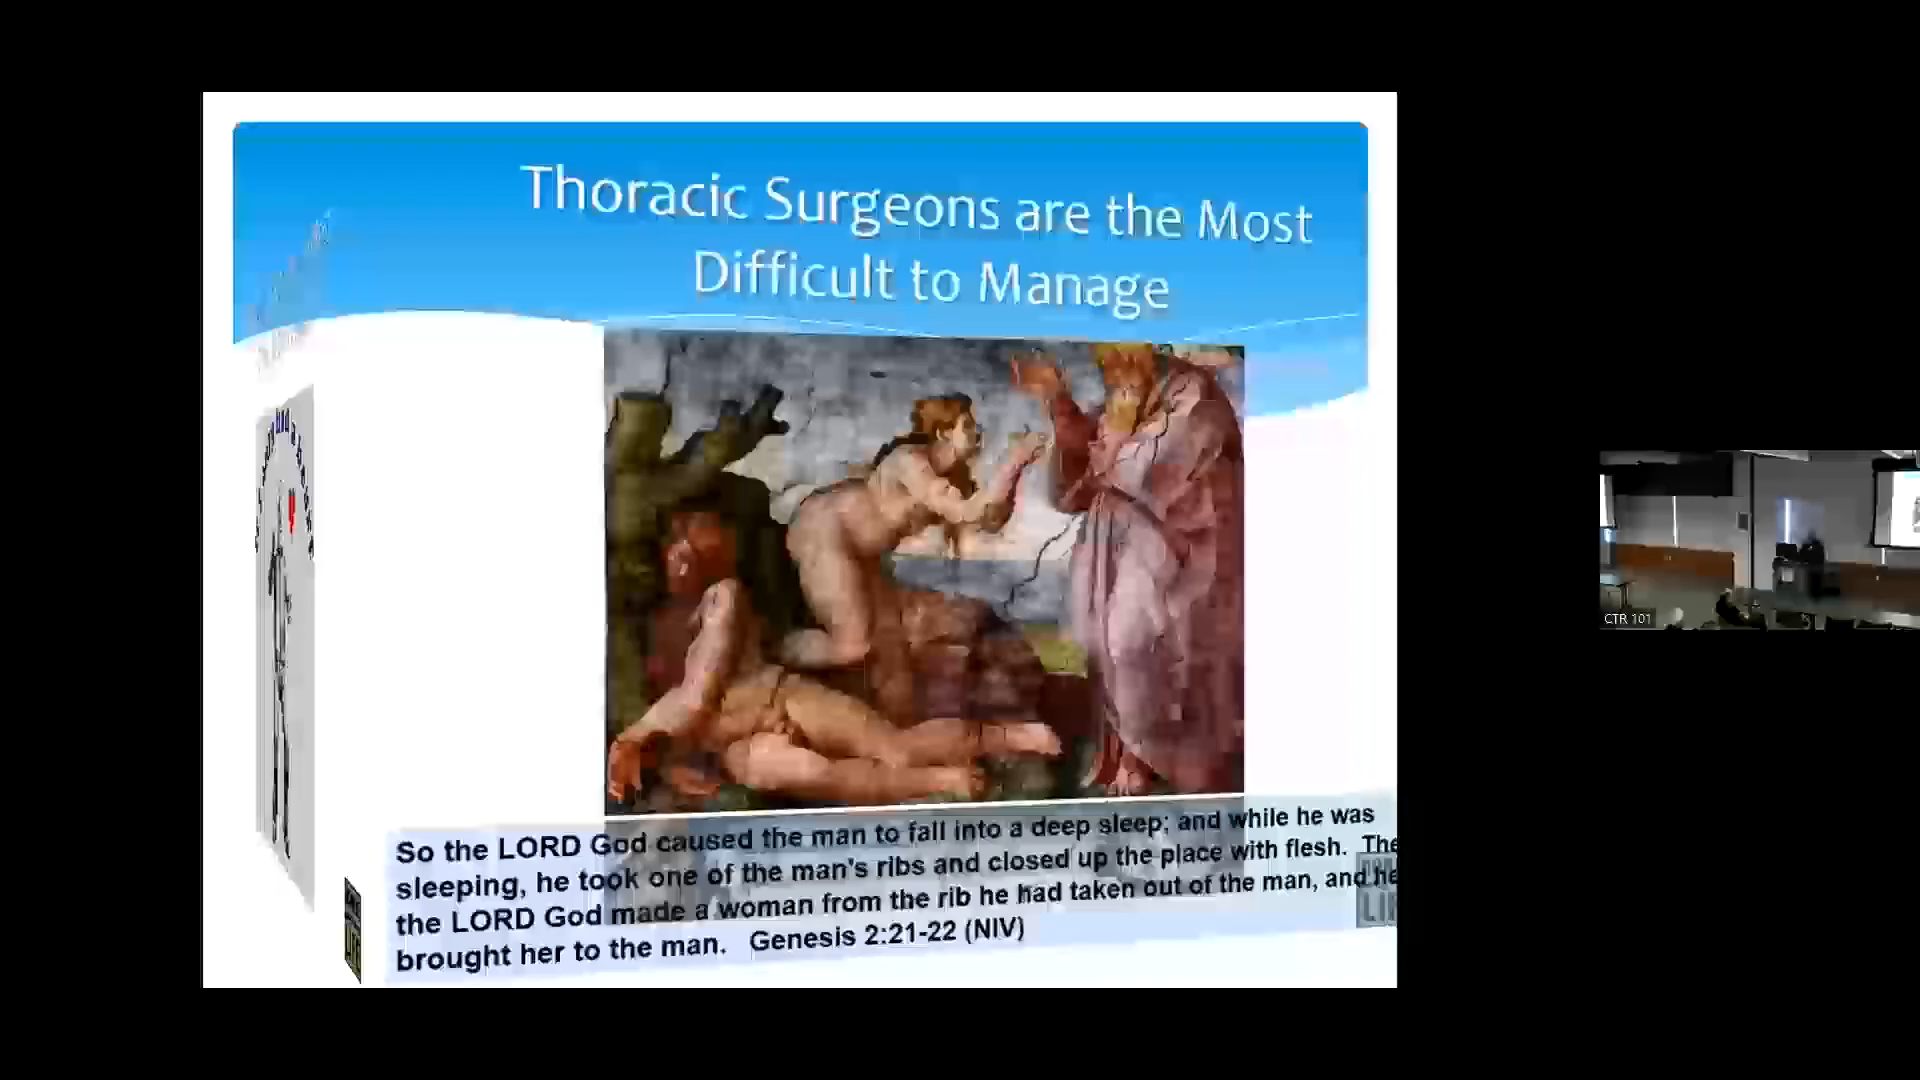 Thoracic Surgeons are the Most
Difficult to Manage
So the LORD God caused the man to fall into a deep sleep; and while he was
sleeping, he took one of the man's ribs and closed up the place with flesh. The
the LORD God made a woman from the rib he had taken out of the man, and he
brought her to the man. Genesis 2:21-22 (NIV)
CTR 101